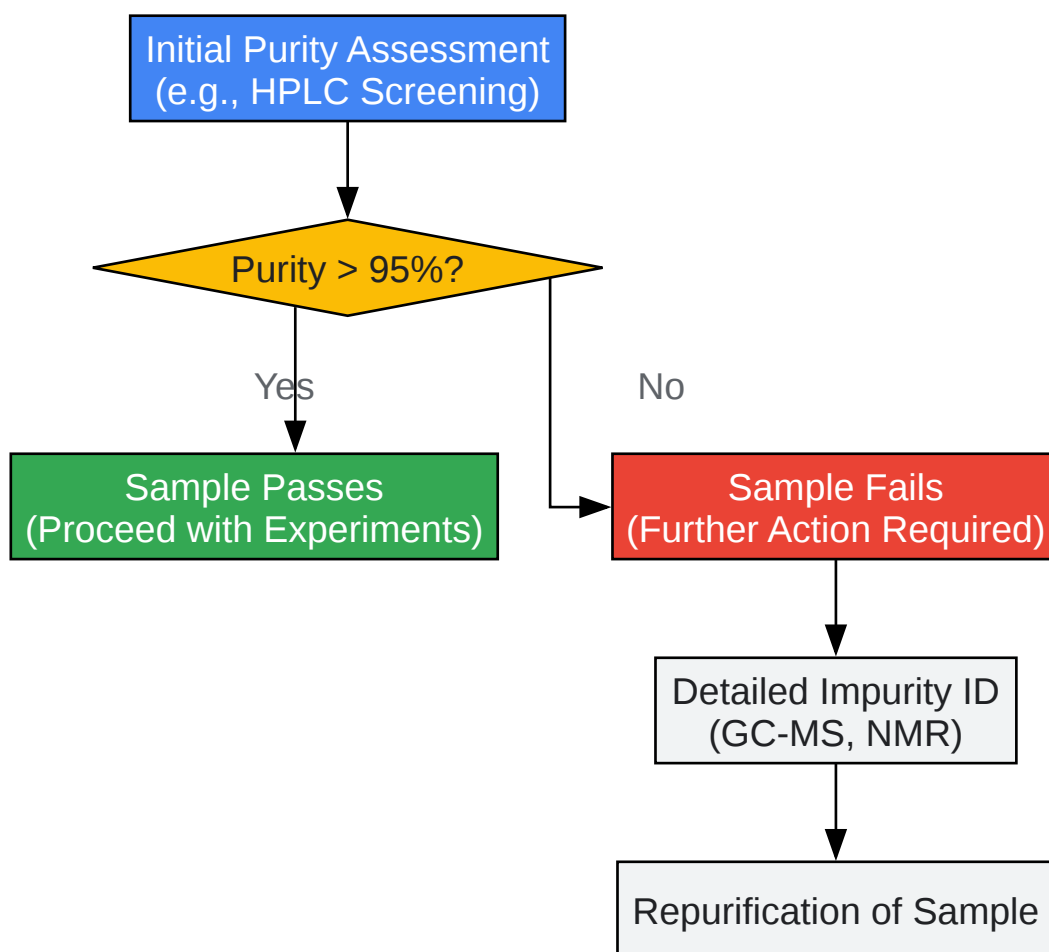 Initial Purity Assessment
(e.g., HPLC Screening)
Purity > 95%?
Yes
No
Sample Passes
(Proceed with Experiments)
Sample Fails
(Further Action Required)
Detailed Impurity ID
(GC-MS, NMR)
Repurification of Sample